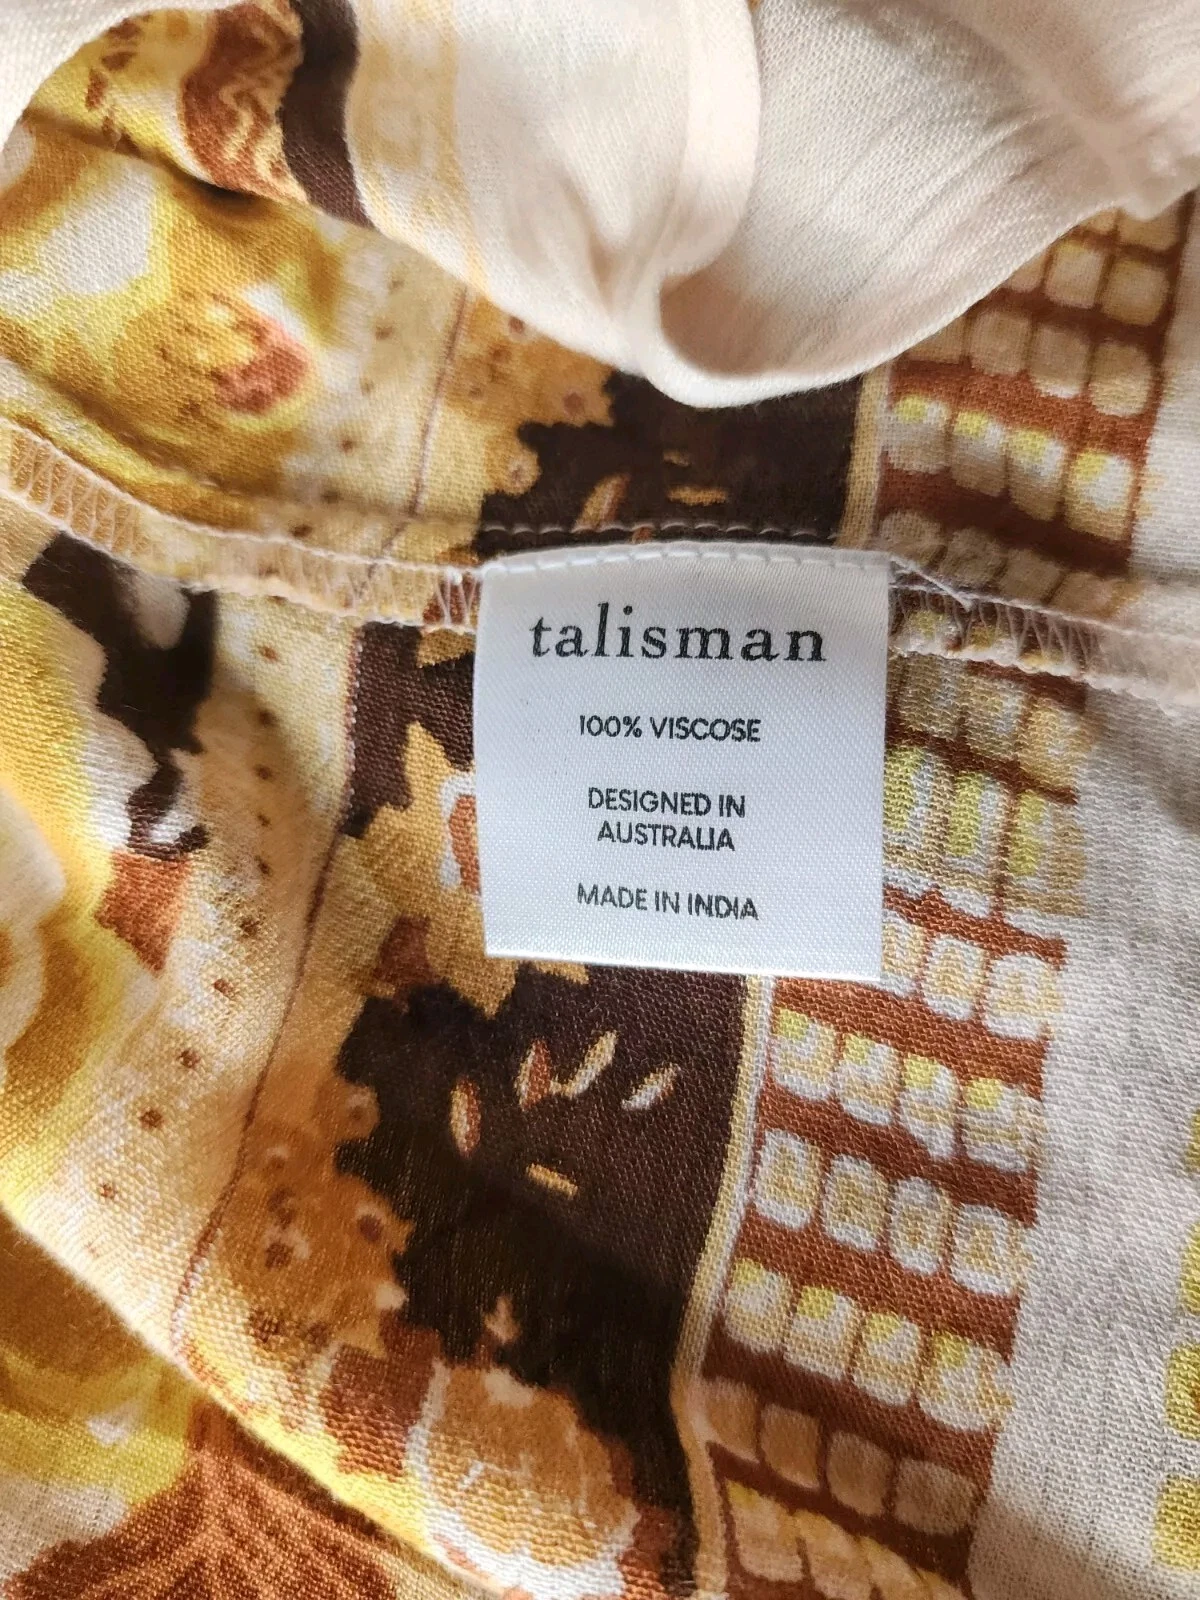 talisman
100% VISCOSE
DESIGNED IN
AUSTRALIA
MADE IN INDIA